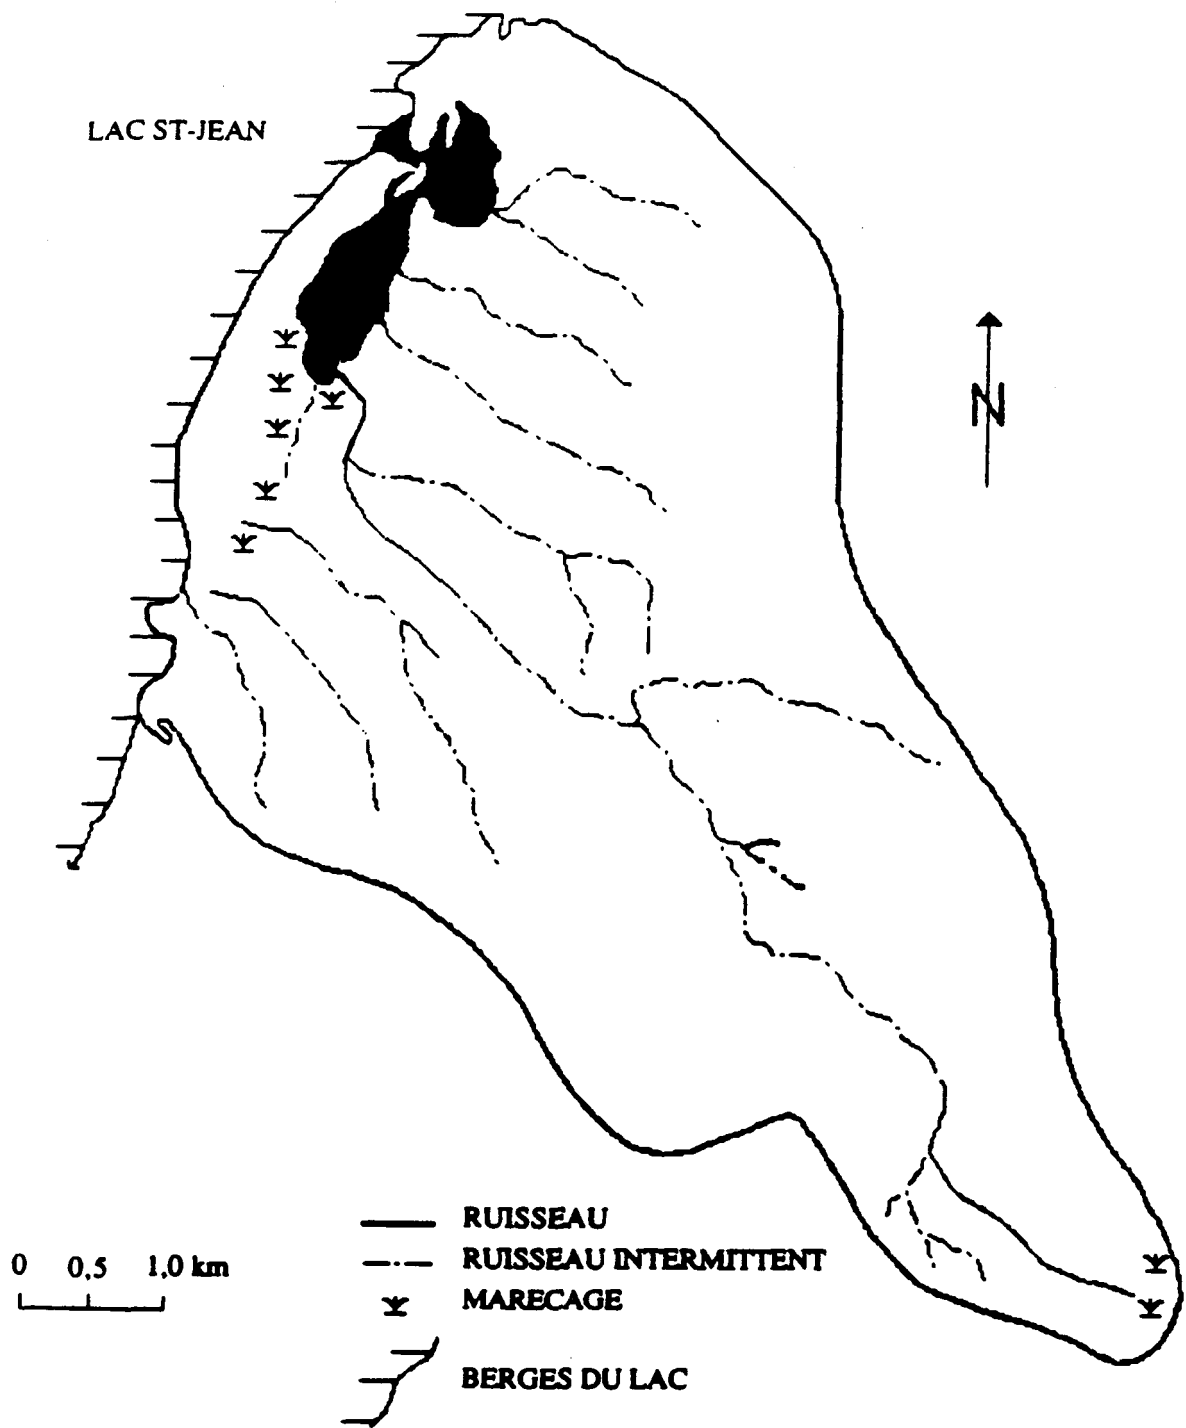 LAC ST-JEAN
N
RUISSEAU
0 0,5 1,0 km
RUISSEAU INTERMITTENT
MARECAGE
BERGES DU LAC